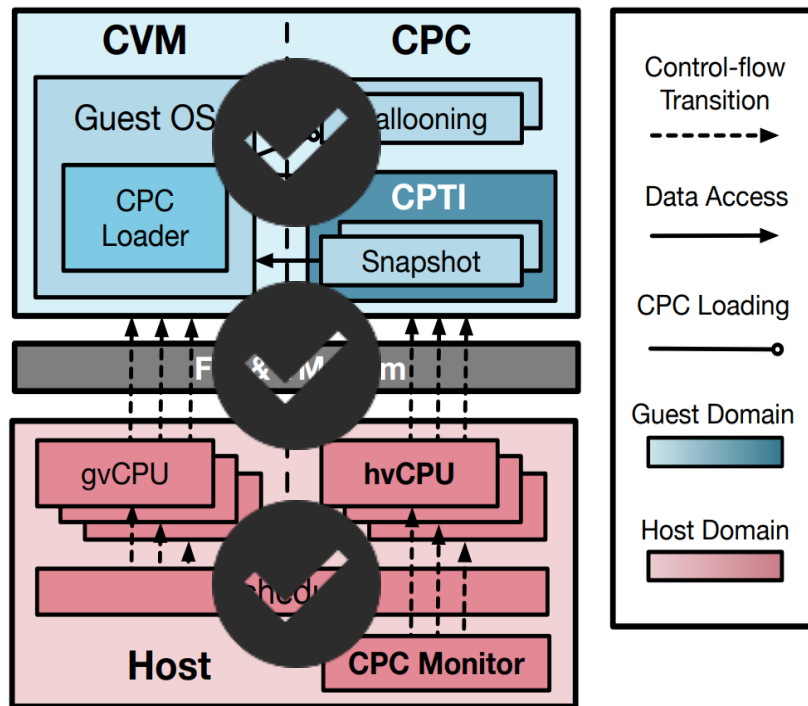 CVM
CPC
Guest OS
allooning
CPC
Loader
CPTI
Snapshot
gvCPU
hvCPU
Host
CPC Monitor
Control-flow
Transition
Data Access
CPC Loading
Guest Domain
Host Domain